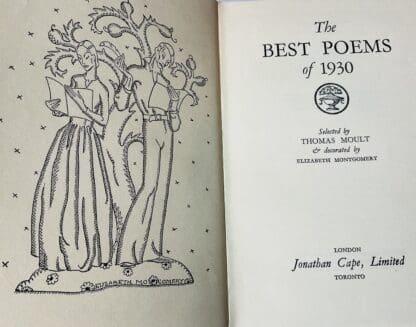 ELIZABETH MONTGOMERY
The
BEST POEMS
of 1930
Selected by
THOMAS MOULT
& decorated by
ELIZABETH MONTGOMERY
LONDON
Jonathan Cape, Limited
TORONTO